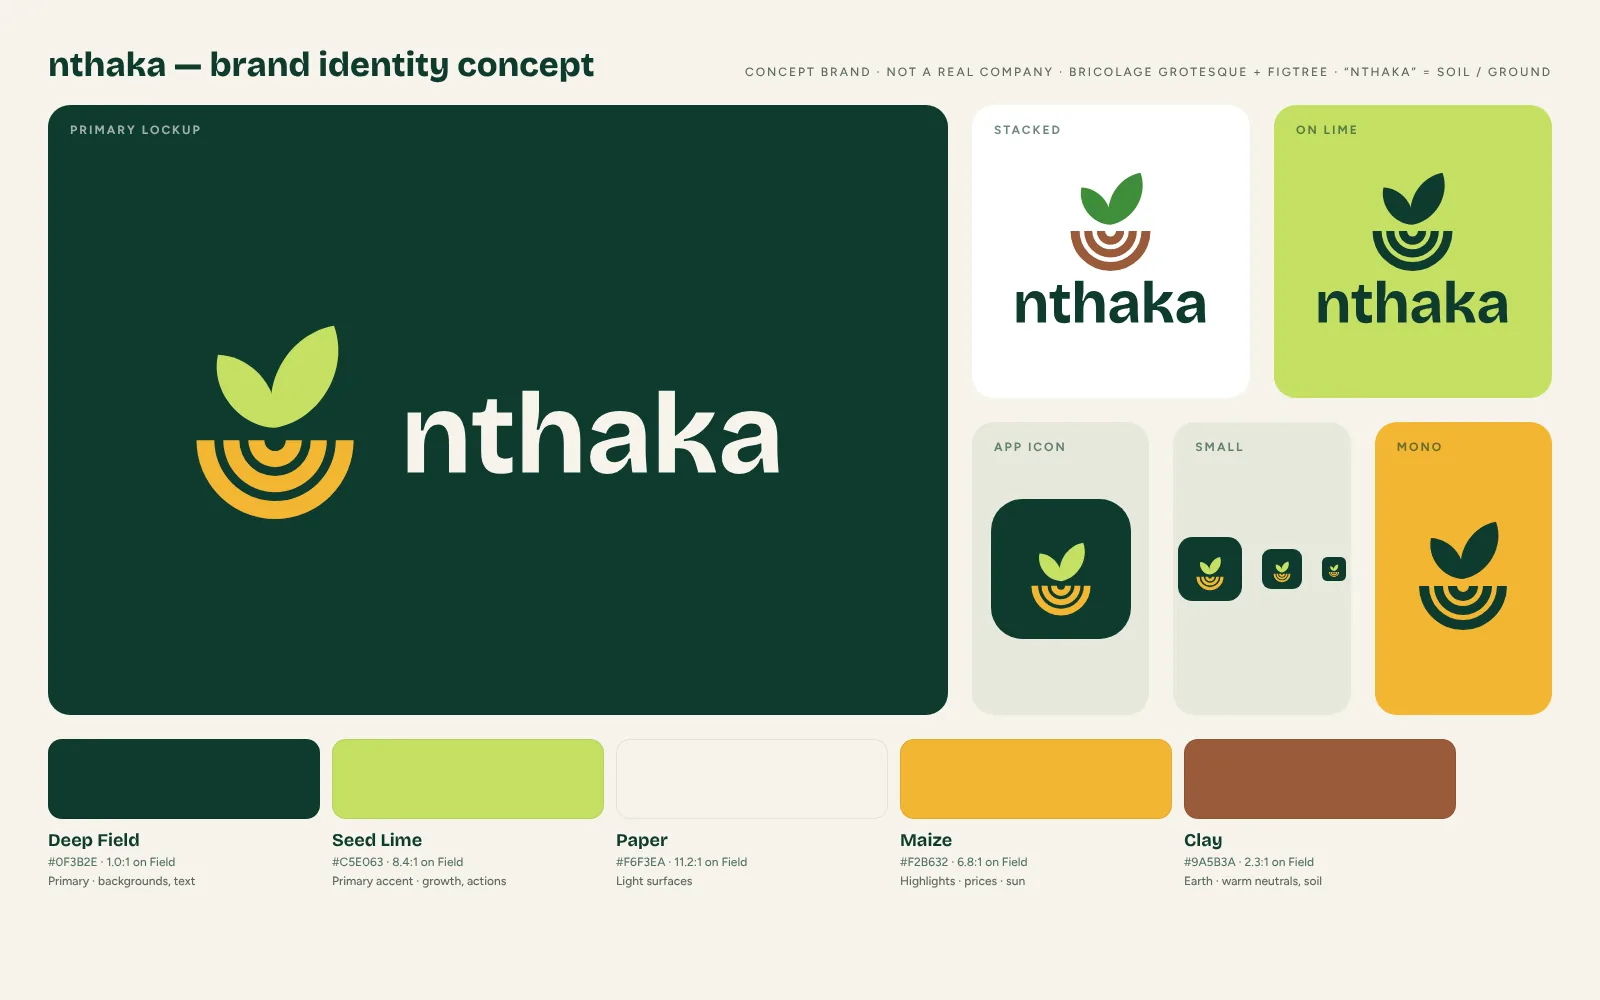 nthaka — brand identity concept
CONCEPT BRAND · NOT A REAL COMPANY · BRICOLAGE GROTESQUE + FIGTREE · “NTHAKA” = SOIL / GROUND
PRIMARY LOCKUP
nthaka
STACKED
nthaka
ON LIME
nthaka
APP ICON
SMALL
MONO
Deep Field
#0F3B2E · 1.0:1 on Field
Primary · backgrounds, text
Seed Lime
#C5E063 · 8.4:1 on Field
Primary accent · growth, actions
Paper
#F6F3EA · 11.2:1 on Field
Light surfaces
Maize
#F2B632 · 6.8:1 on Field
Highlights · prices · sun
Clay
#9A5B3A · 2.3:1 on Field
Earth · warm neutrals, soil